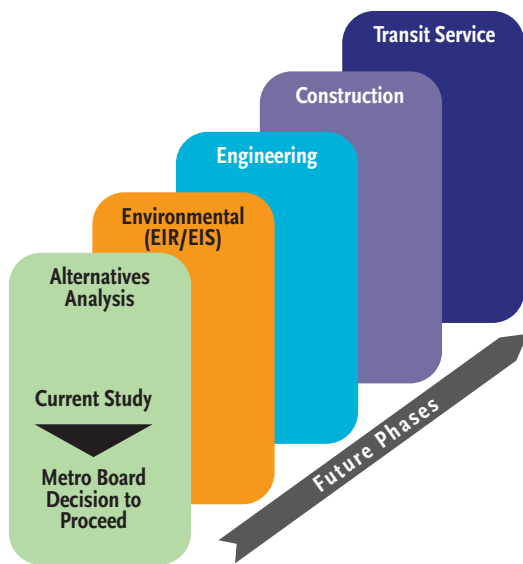 Transit Service
Construction
Engineering
Environmental
(EIR/EIS)
Alternatives
Analysis
Current Study
Metro Board
Decision to
Proceed
Future Phases